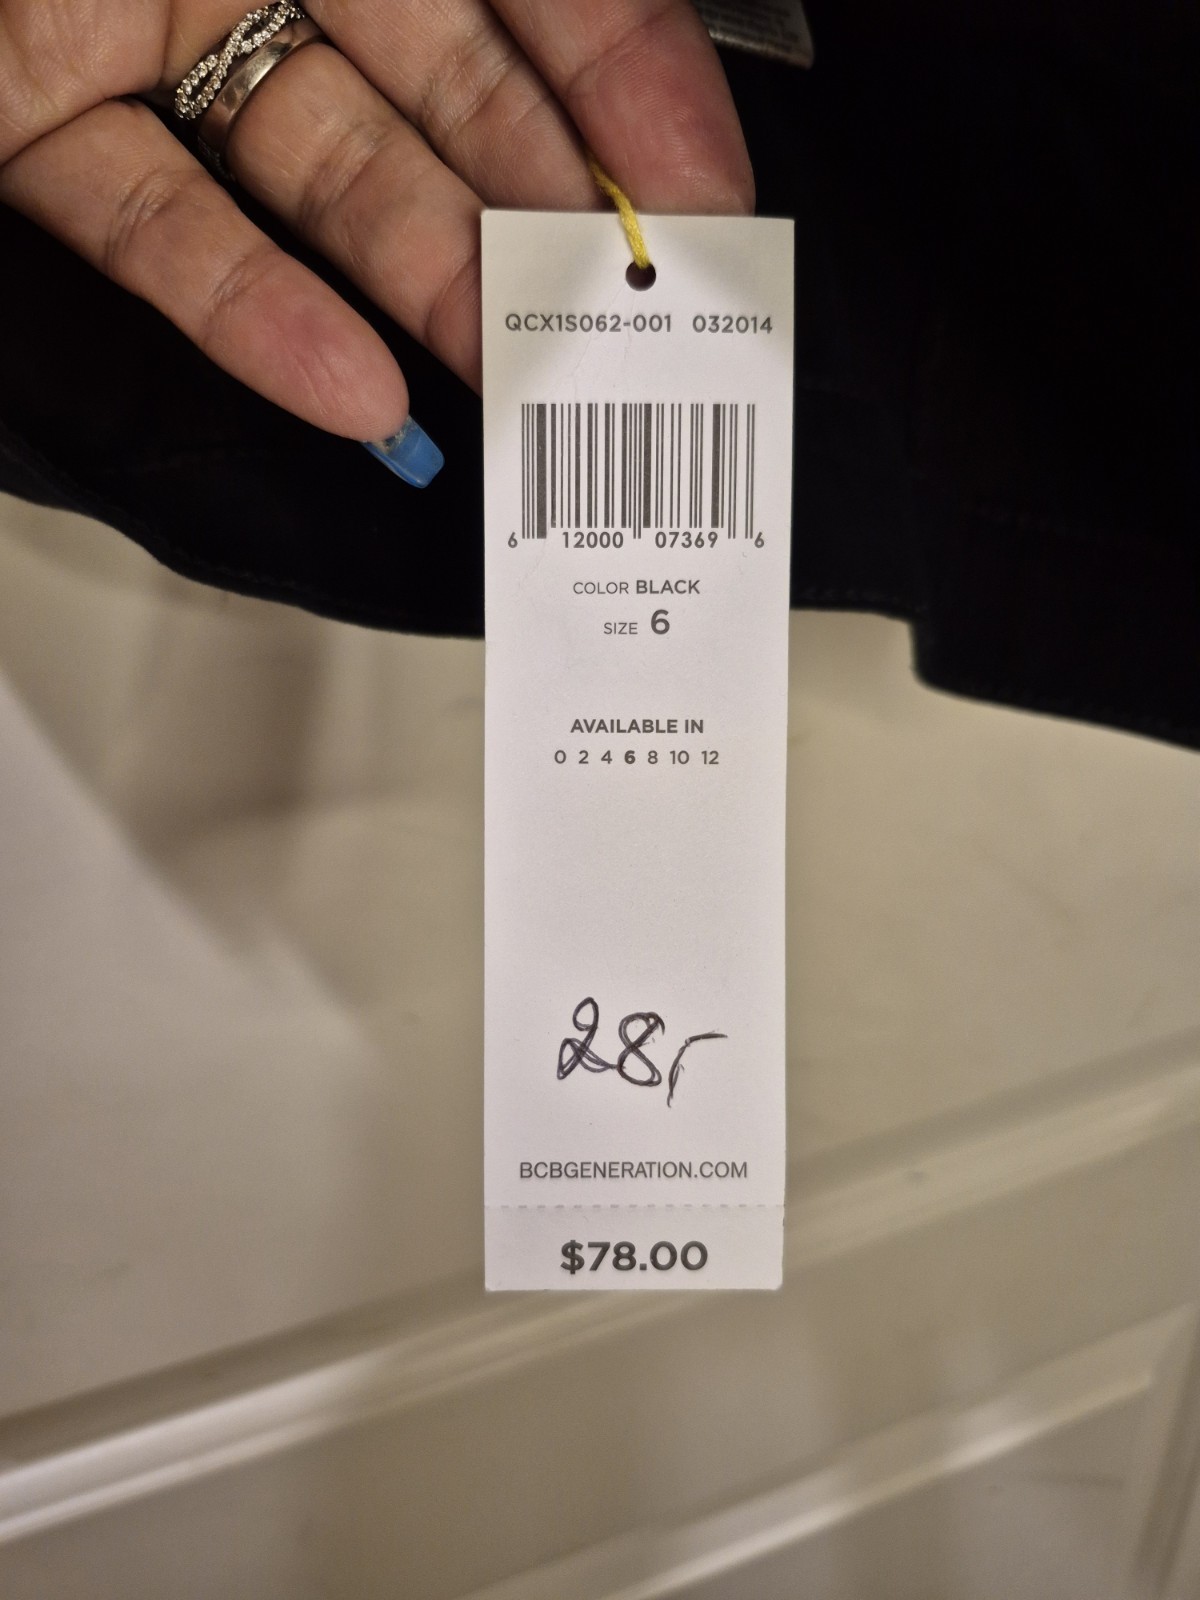 QCX1S062-001 032014
6 12000 07369 6
COLOR BLACK
SIZE 6
AVAILABLE IN
0 2 4 6 8 10 12
28,-
BCBGENERATION.COM
$78.00